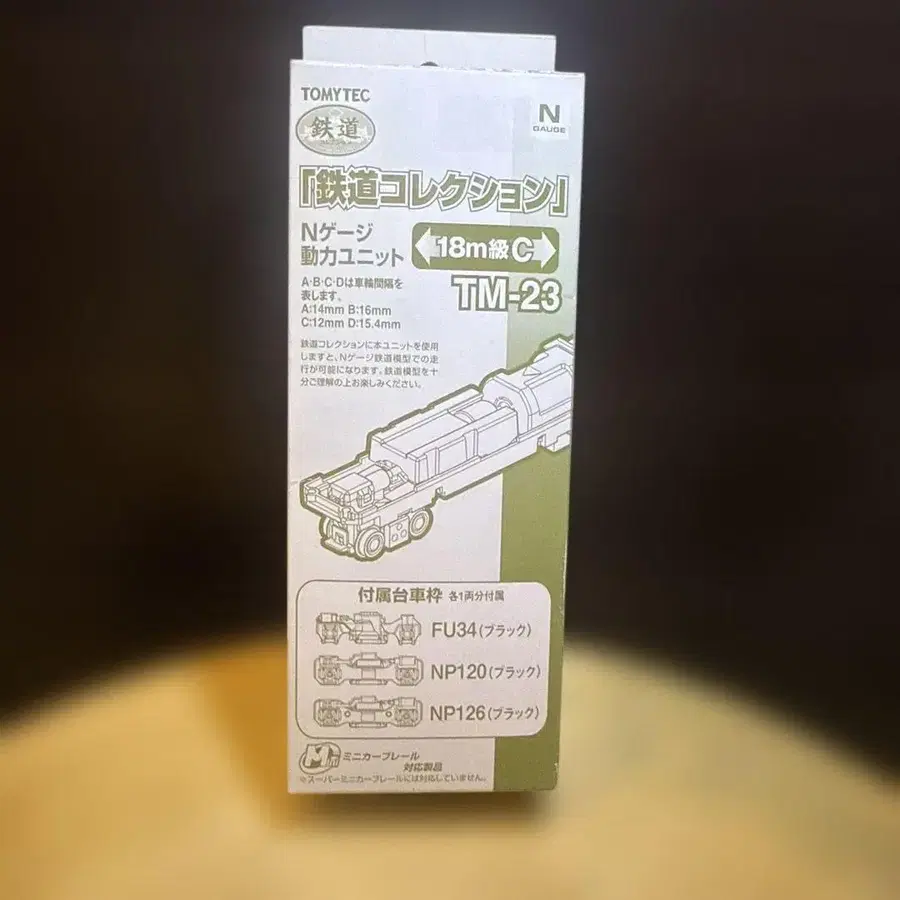 TOMYTEC
N
GAUGE
鉄道
コレクション
「鉄道コレクション」
Nゲージ
動力ユニット
18m級 C
TM-23
A・B・C・Dは車輪間隔を
表します。
A:14mm B:16mm
C:12mm D:15.4mm
鉄道コレクションに本ユニットを使用
しますと、Nゲージ鉄道模型での走
行が可能になります。鉄道模型を十
分ご理解の上お楽しみください。
付属台車枠 各1両分付属
FU34(ブラック)
NP120(ブラック)
NP126(ブラック)
ミニカーブレール
対応製品
※スーパーミニカーブレールには対応していません。